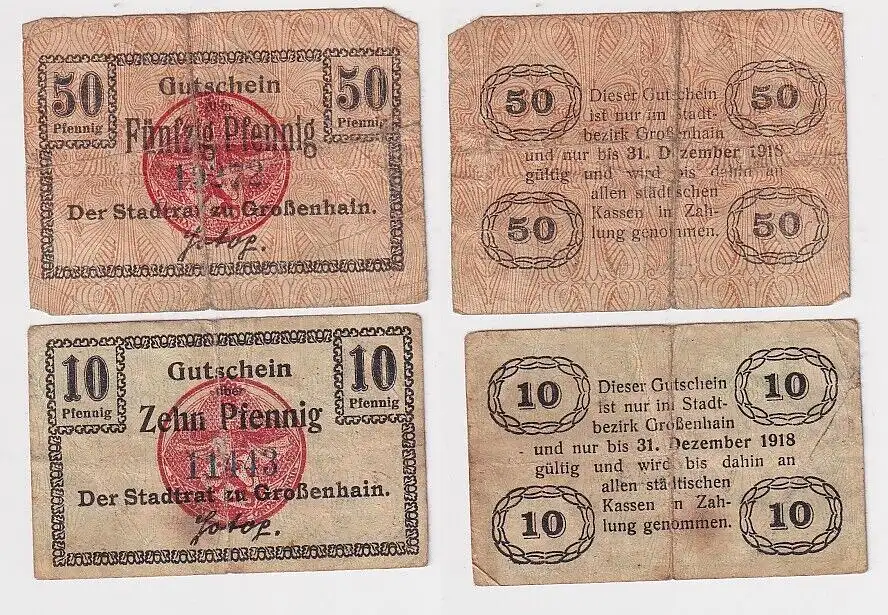 50 Gutschein 50
Pfennig über Pfennig
Fünfzig Pfennig
Der Stadtrat zu Großenhain.
50 50
Dieser Gutschein
ist nur im Stadt-
bezirk Großenhain
und nur bis 31. Dezember 1918
gültig und wird bis dahin an
allen städtischen
Kassen in Zah-
lung genommen.
50 50
10 Gutschein 10
Pfennig über Pfennig
Zehn Pfennig
11443
Der Stadtrat zu Großenhain.
10 10
Dieser Gutschein
ist nur im Stadt-
bezirk Großenhain
und nur bis 31. Dezember 1918
gültig und wird bis dahin an
allen städtischen
Kassen in Zah-
lung genommen.
10 10